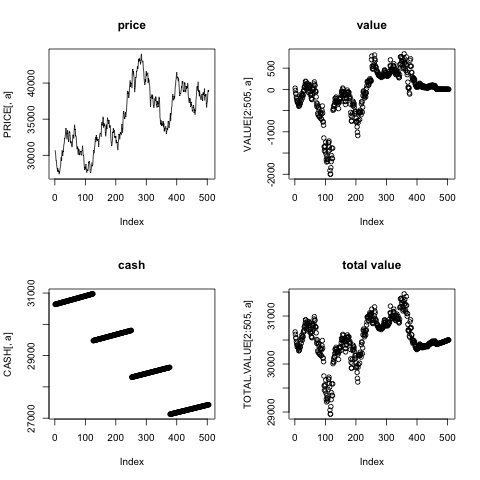 price
PRICE[, a]
30000 35000 40000
0 100 200 300 400 500
Index
value
VALUE[2:505, a]
-2000 -1000 0 500
0 100 200 300 400 500
Index
cash
CASH[, a]
27000 29000 31000
0 100 200 300 400 500
Index
total value
TOTAL.VALUE[2:505, a]
29000 30000 31000
0 100 200 300 400 500
Index